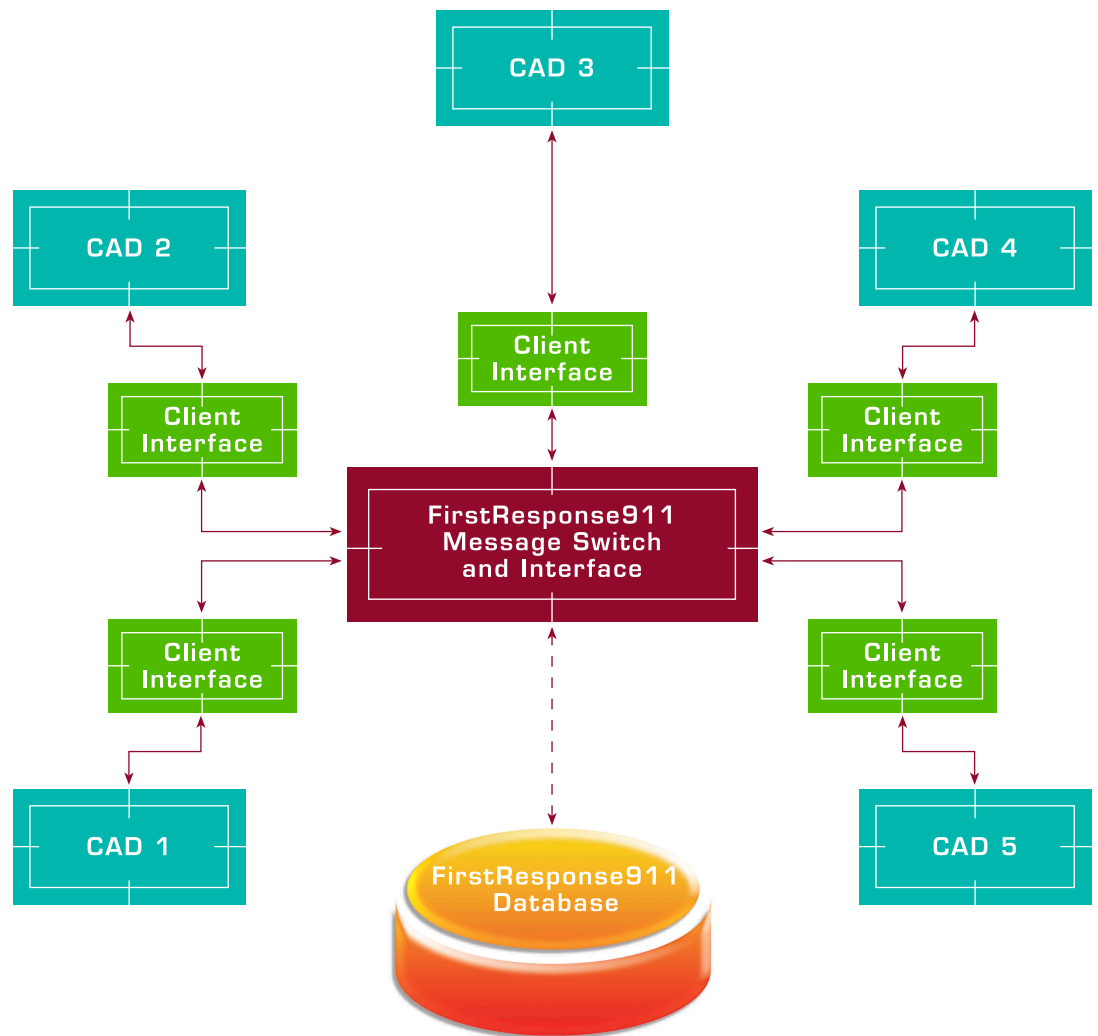 CAD 3
CAD 2
CAD 4
Client
Interface
Client
Interface
Client
Interface
FirstResponse911
Message Switch
and Interface
Client
Interface
Client
Interface
CAD 1
CAD 5
FirstResponse911
Database